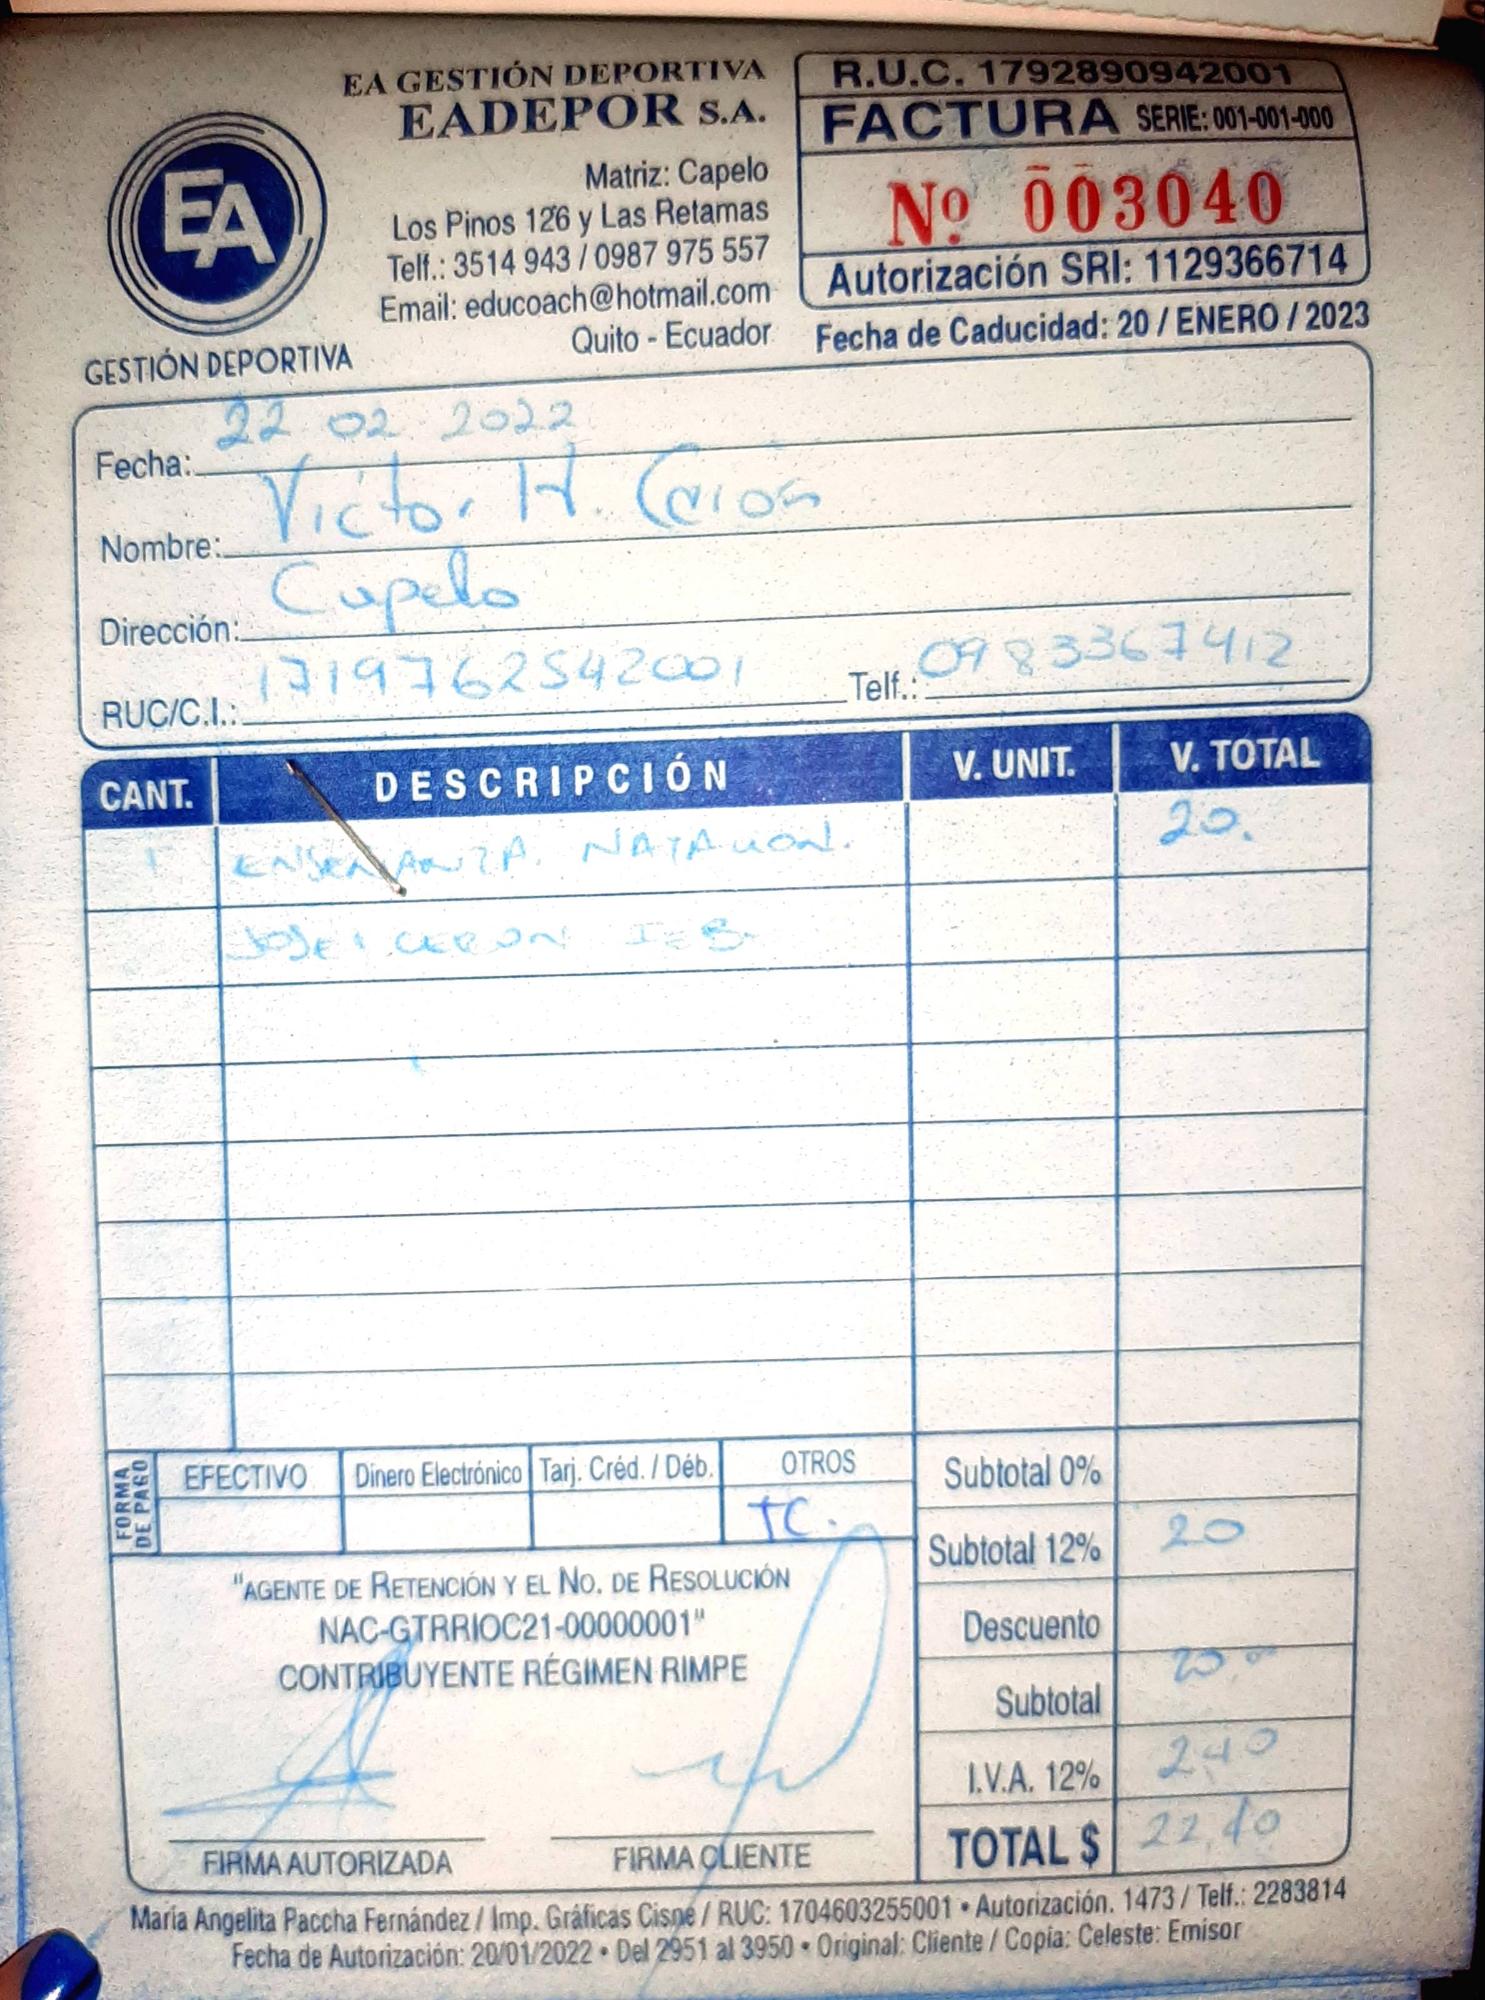 EA GESTIÓN DEPORTIVA
EADEPOR S.A.
EA
GESTIÓN DEPORTIVA
Matriz: Capelo
Los Pinos 126 y Las Retamas
Telf.: 3514 943 / 0987 975 557
Email: educoach@hotmail.com
Quito - Ecuador
R.U.C. 1792890942001
FACTURA SERIE: 001-001-000
Nº 003040
Autorización SRI: 1129366714
Fecha de Caducidad: 20 / ENERO / 2023
Fecha: 22 02 2022
Nombre: Victor H.
Dirección: Capelo
RUC/C.I.: 1719762542001 Telf.: 0983367412
CANT. DESCRIPCIÓN V. UNIT. V. TOTAL
1 ENSEÑANZA NATACION. 20.
JOSE CERON
FORMA DE PAGO EFECTIVO Dinero Electrónico Tarj. Créd. / Déb. OTROS
TC.
Subtotal 0%
Subtotal 12% 20
Descuento
Subtotal 20.
I.V.A. 12% 2.40
TOTAL $ 22.40
"AGENTE DE RETENCIÓN Y EL NO. DE RESOLUCIÓN
NAC-GTRRIOC21-00000001"
CONTRIBUYENTE RÉGIMEN RIMPE
FIRMA AUTORIZADA FIRMA CLIENTE
María Angelita Paccha Fernández / Imp. Gráficas Cisne / RUC: 1704603255001 • Autorización. 1473 / Telf.: 2283814
Fecha de Autorización: 20/01/2022 • Del 2951 al 3950 • Original: Cliente / Copia: Celeste: Emisor